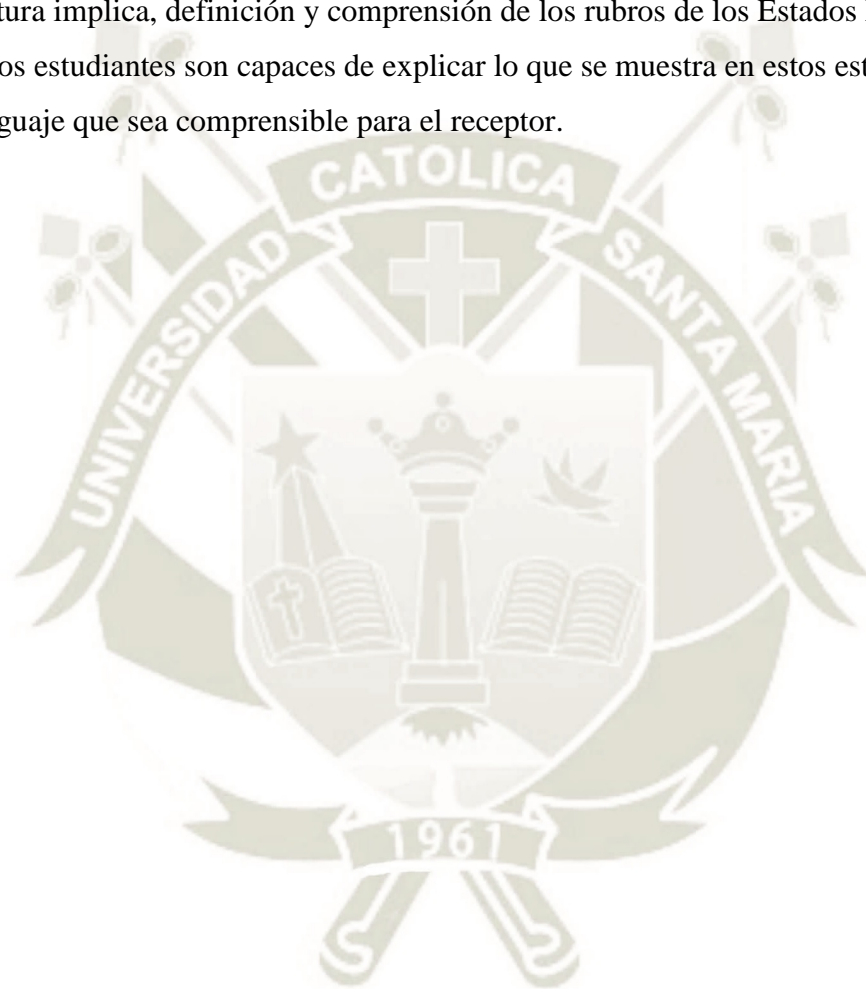 tura implica, definición y comprensión de los rubros de los Estados
os estudiantes son capaces de explicar lo que se muestra en estos est
guaje que sea comprensible para el receptor.
UNIVERSIDAD CATOLICA SANTA MARIA
1961